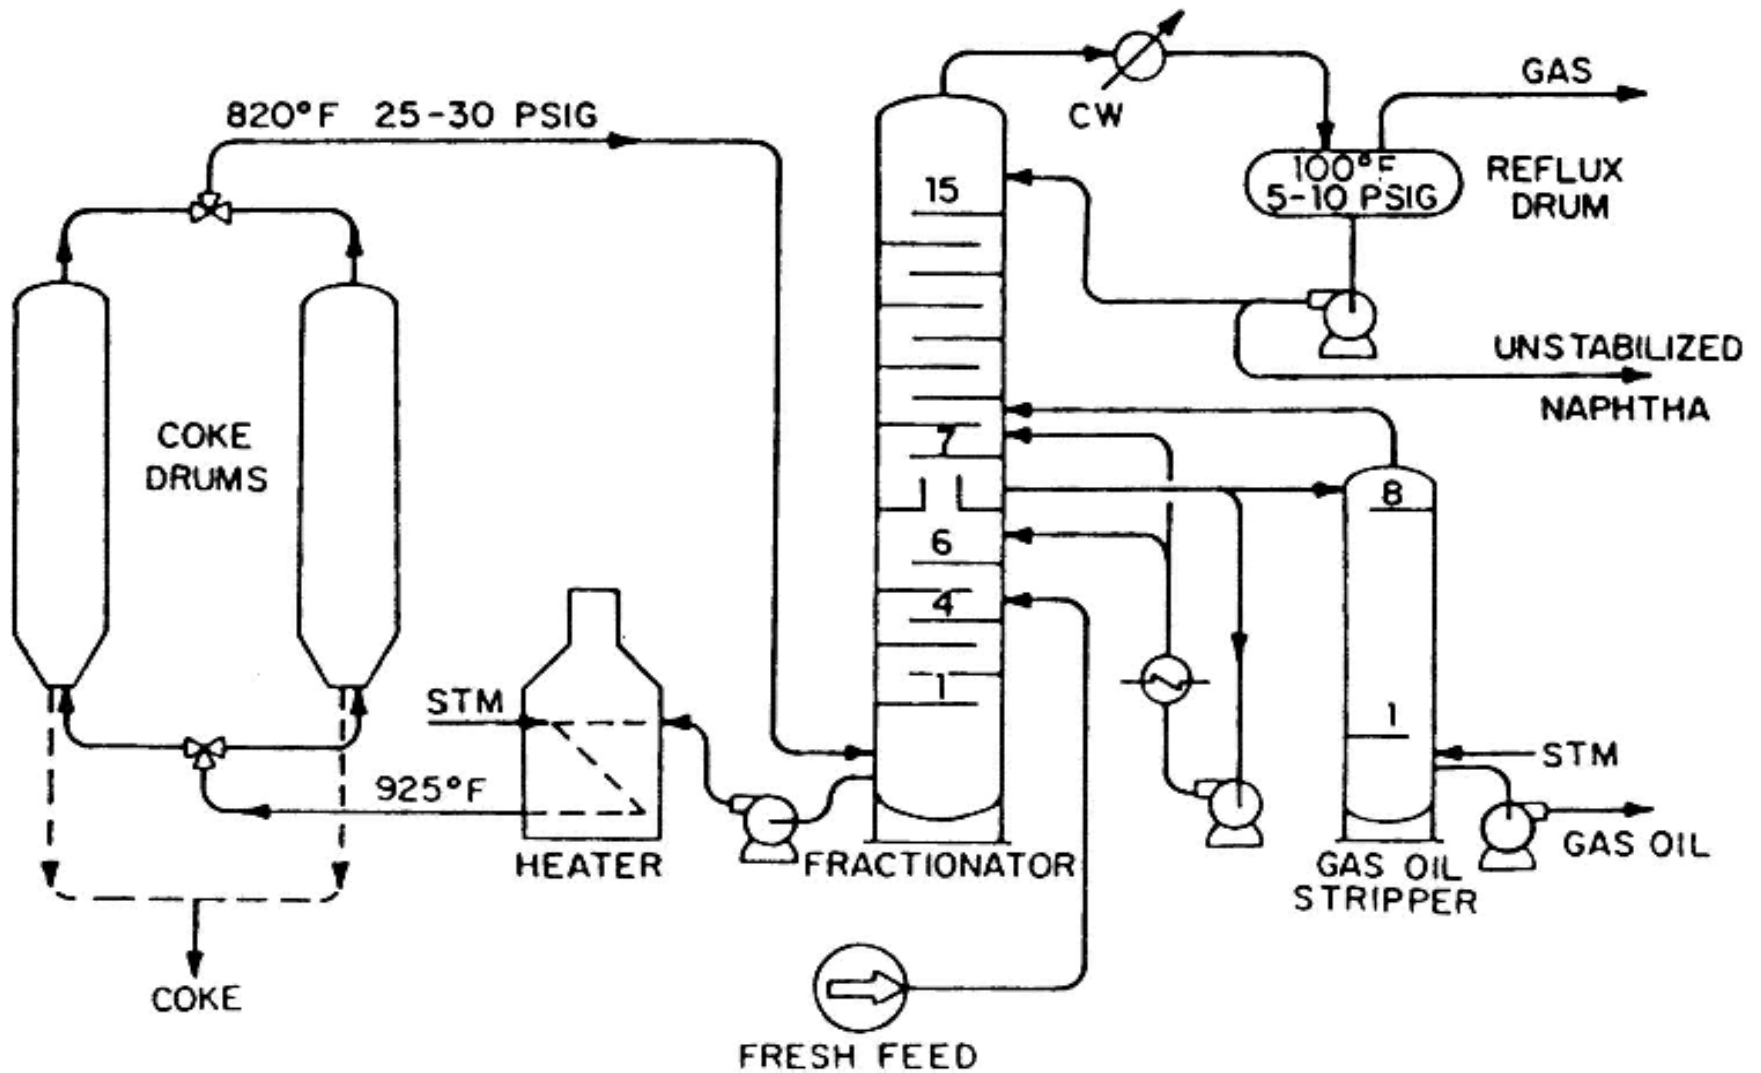 820°F 25-30 PSIG
CW
GAS
100°F
5-10 PSIG
REFLUX
DRUM
15
UNSTABILIZED
NAPHTHA
COKE
DRUMS
7
8
6
4
1
1
STM
STM
925°F
HEATER
FRACTIONATOR
GAS OIL
STRIPPER
GAS OIL
COKE
FRESH FEED